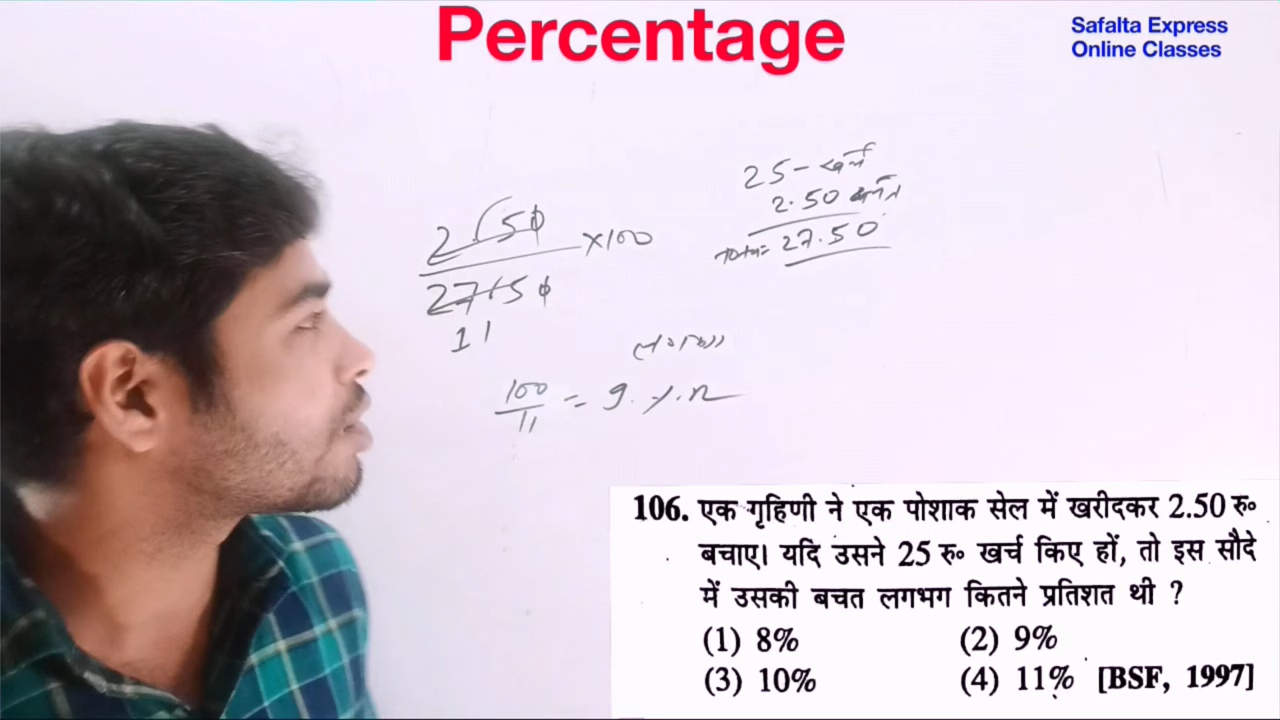 Percentage
Safalta Express
Online Classes
25 - खर्च
2.50 बचत
27.50
2.50
27.50
×100
11
100
11
= 9
106. एक गृहिणी ने एक पोशाक सेल में खरीदकर 2.50 रु०
बचाए। यदि उसने 25 रु० खर्च किए हों, तो इस सौदे
में उसकी बचत लगभग कितने प्रतिशत थी ?
(1) 8% (2) 9%
(3) 10% (4) 11% [BSF, 1997]